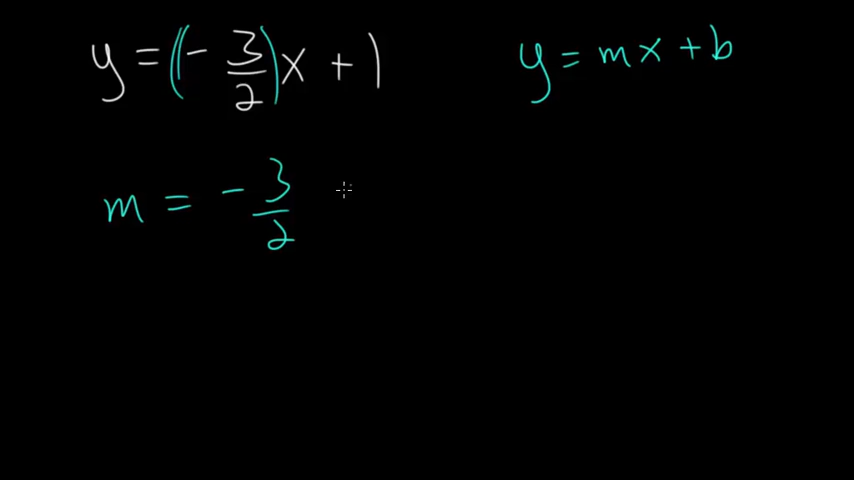 y = (- 3/2)x + 1
y = mx + b
m = - 3/2